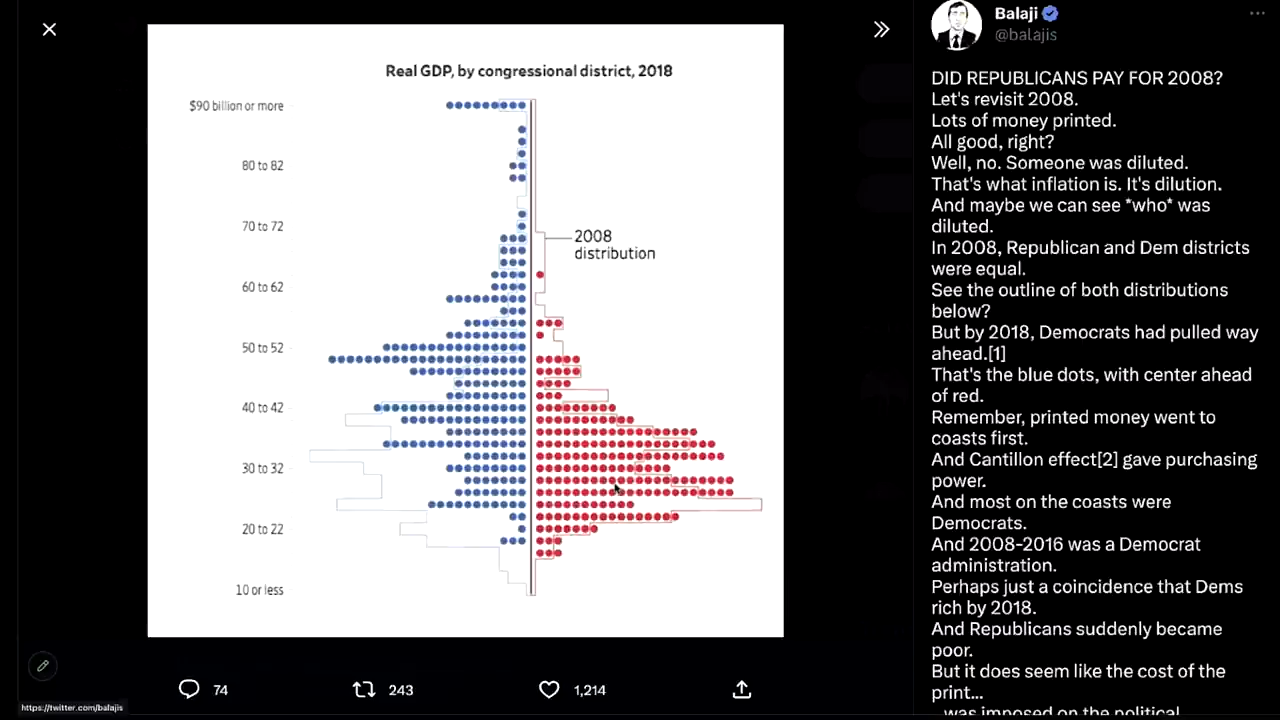 Real GDP, by congressional district, 2018
$90 billion or more
80 to 82
70 to 72
2008
distribution
60 to 62
50 to 52
40 to 42
30 to 32
20 to 22
10 or less
74
243
1,214
https://twitter.com/balajis
Balaji
@balajis
DID REPUBLICANS PAY FOR 2008?
Let's revisit 2008.
Lots of money printed.
All good, right?
Well, no. Someone was diluted.
That's what inflation is. It's dilution.
And maybe we can see *who* was
diluted.
In 2008, Republican and Dem districts
were equal.
See the outline of both distributions
below?
But by 2018, Democrats had pulled way
ahead.[1]
That's the blue dots, with center ahead
of red.
Remember, printed money went to
coasts first.
And Cantillon effect[2] gave purchasing
power.
And most on the coasts were
Democrats.
And 2008-2016 was a Democrat
administration.
Perhaps just a coincidence that Dems
rich by 2018.
And Republicans suddenly became
poor.
But it does seem like the cost of the
print...
was imposed on the political